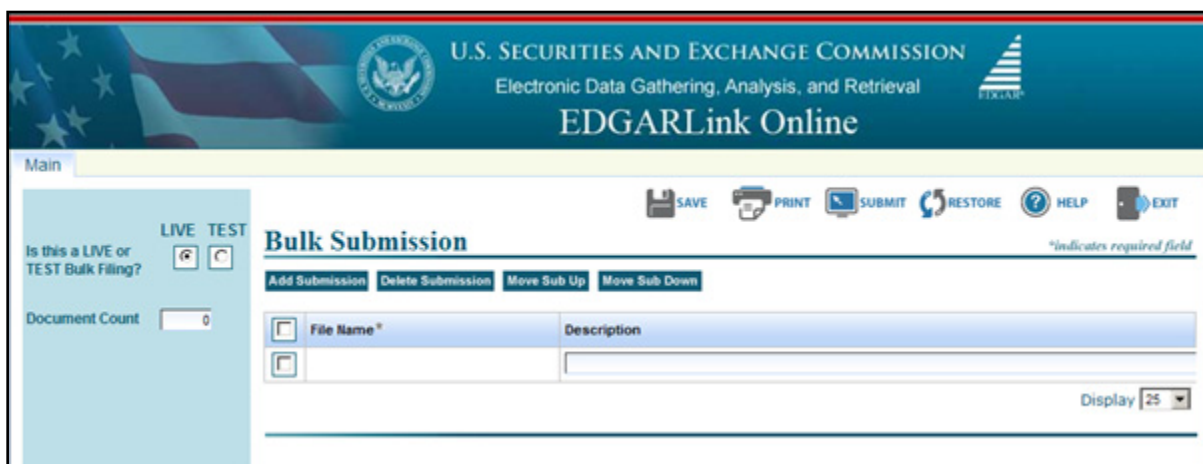 U.S. SECURITIES AND EXCHANGE COMMISSION
Electronic Data Gathering, Analysis, and Retrieval
EDGAR®
EDGARLink Online
Main
SAVE PRINT SUBMIT RESTORE HELP EXIT
LIVE TEST
Is this a LIVE or
TEST Bulk Filing?
Bulk Submission
*indicates required field
Add Submission Delete Submission Move Sub Up Move Sub Down
Document Count 0
File Name* Description
Display 25